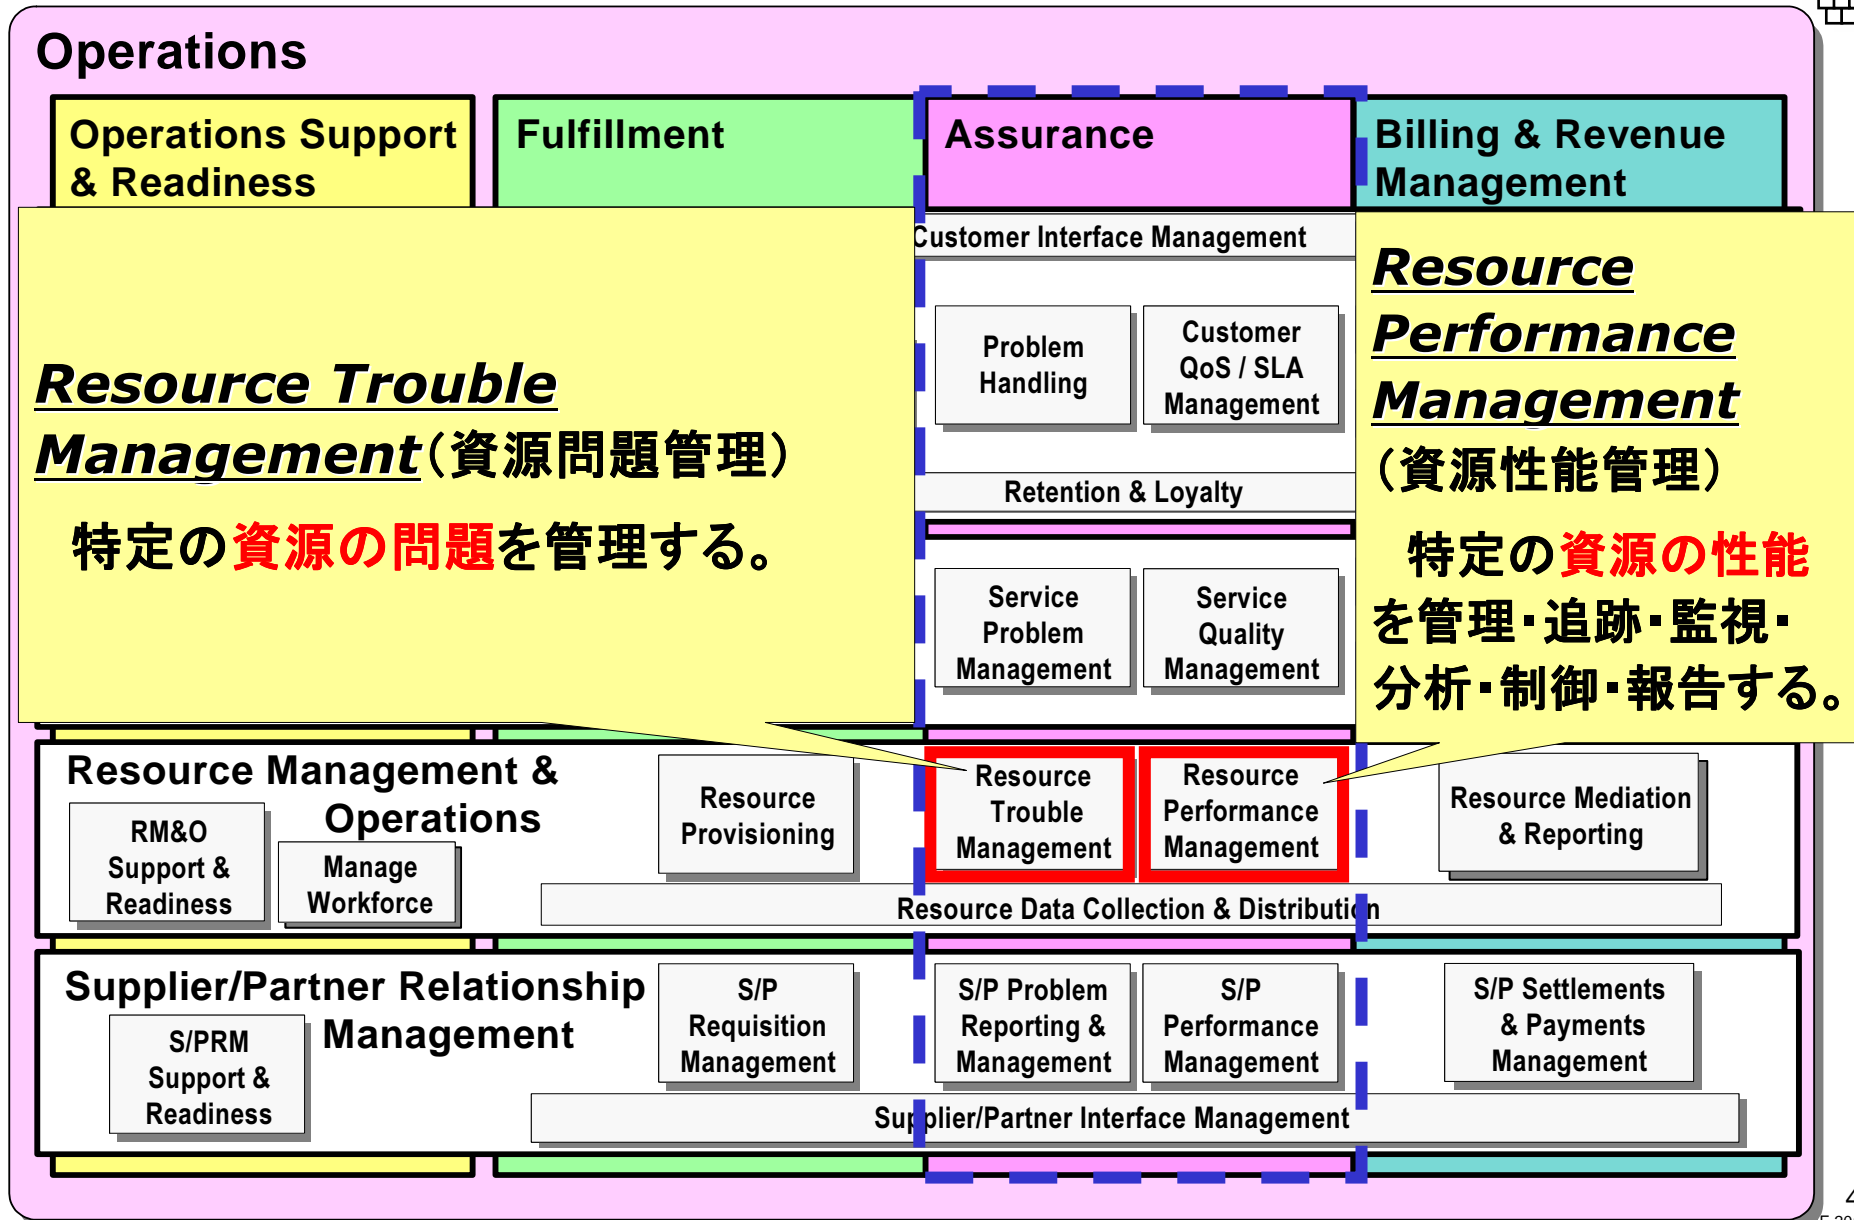 Operations
Operations Support
& Readiness
Fulfillment
Assurance
Billing & Revenue
Management
Customer Interface Management
Resource Trouble
Management（資源問題管理）
特定の資源の問題を管理する。
Problem
Handling
Customer
QoS / SLA
Management
Retention & Loyalty
Service
Problem
Management
Service
Quality
Management
Resource
Performance
Management
（資源性能管理）
特定の資源の性能
を管理・追跡・監視・
分析・制御・報告する。
Resource Management &
Operations
RM&O
Support &
Readiness
Manage
Workforce
Resource
Provisioning
Resource
Trouble
Management
Resource
Performance
Management
Resource Mediation
& Reporting
Resource Data Collection & Distribution
Supplier/Partner Relationship
Management
S/PRM
Support &
Readiness
S/P
Requisition
Management
S/P Problem
Reporting &
Management
S/P
Performance
Management
S/P Settlements
& Payments
Management
Supplier/Partner Interface Management